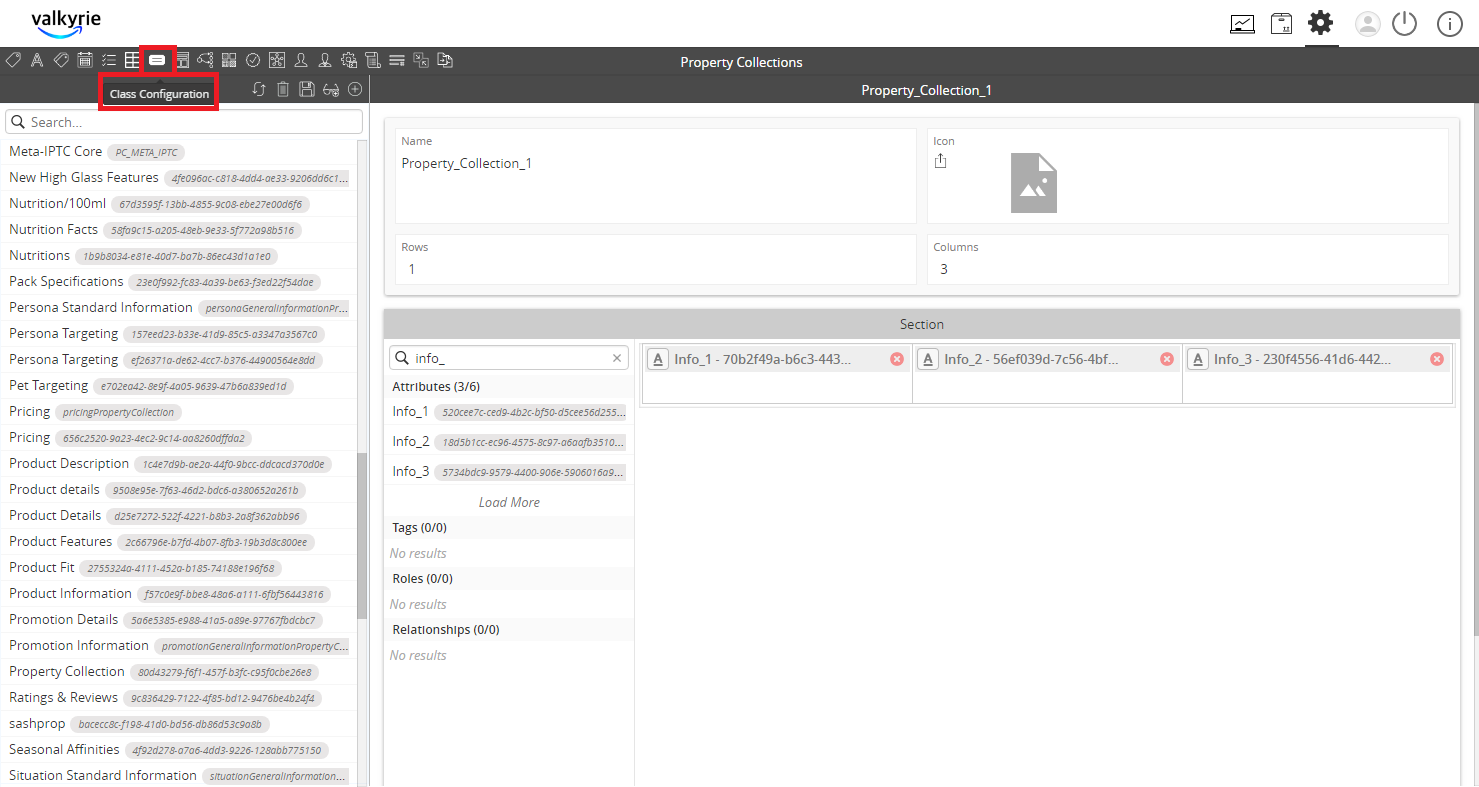 valkyrie
Property Collections
Class Configuration
Property_Collection_1
Search...
Meta-IPTC Core PC_META_IPTC
New High Glass Features 4fe096ac-c818-4dd4-ae33-9206dd6c1...
Nutrition/100ml 67d3595f-13bb-4855-9c08-ebe27e00d6f6
Nutrition Facts 58fa9c15-a205-48eb-9e33-5f772a98b516
Nutritions 1b9b8034-e81e-40d7-ba7b-86ec43d1a1e0
Pack Specifications 23e0f992-fc83-4a39-be63-f3ed22f54dae
Persona Standard Information personaGeneralInformationPr...
Persona Targeting 157eed23-b33e-41d9-85c5-a3347a3567c0
Persona Targeting ef26371a-de62-4cc7-b376-44900564e8dd
Pet Targeting e702ea42-8e9f-4a05-9639-47b6a839ed1d
Pricing pricingPropertyCollection
Pricing 656c2520-9a23-4ec2-9c14-aa8260dffda2
Product Description 1c4e7d9b-ae2a-44f0-9bcc-ddcacd370d0e
Product details 9508e95e-7f63-46d2-bdc6-a380652a261b
Product Details d25e7272-522f-4221-b8b3-2a8f362abb96
Product Features 2c66796e-b7fd-4b07-8fb3-19b3d8c800ee
Product Fit 2755324a-4111-452a-b185-74188e196f68
Product Information f57c0e9f-bbe8-48a6-a111-6fbf56443816
Promotion Details 5a6e5385-e988-41a5-a89e-97767fbdcbc7
Promotion Information promotionGeneralInformationPropertyC...
Property Collection 80d43279-f6f1-457f-b3fc-c95f0cbe26e8
Ratings & Reviews 9c836429-7122-4f85-bd12-9476be4b24f4
sashprop bacecc8c-f198-41d0-bd56-db86d53c9a8b
Seasonal Affinities 4f92d278-a7a6-4dd3-9226-128abb775150
Situation Standard Information situationGeneralInformation...
Name
Property_Collection_1
Icon
Rows
1
Columns
3
Section
info_
Attributes (3/6)
Info_1 520cee7c-ced9-4b2c-bf50-d5cee56d255...
Info_2 18d5b1cc-ec96-4575-8c97-a6aafb3510...
Info_3 5734bdc9-9579-4400-906e-5906016a9...
Load More
Tags (0/0)
No results
Roles (0/0)
No results
Relationships (0/0)
No results
A Info_1 - 70b2f49a-b6c3-443...
A Info_2 - 56ef039d-7c56-4bf...
A Info_3 - 230f4556-41d6-442...